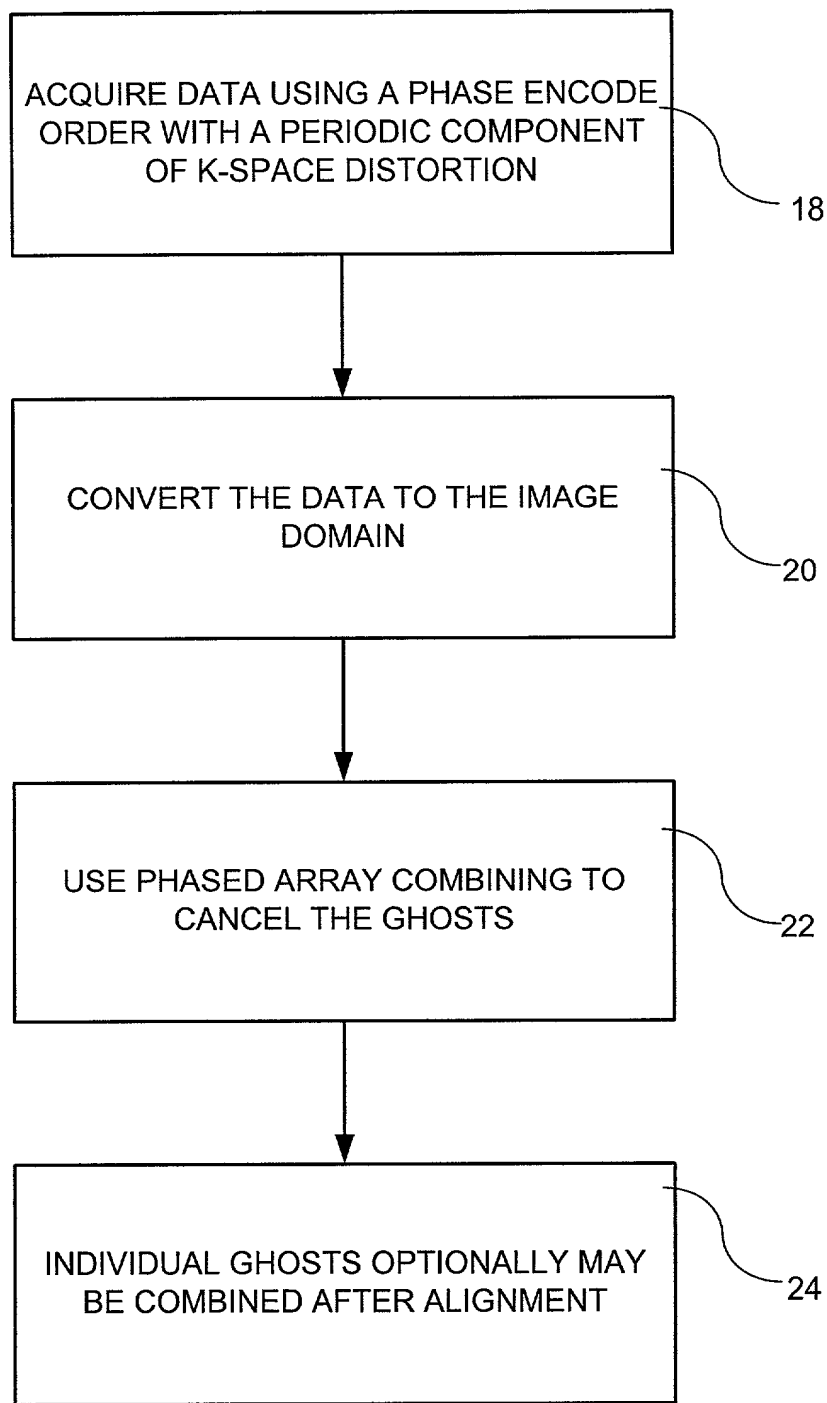 ACQUIRE DATA USING A PHASE ENCODE
ORDER WITH A PERIODIC COMPONENT
OF K-SPACE DISTORTION
18
CONVERT THE DATA TO THE IMAGE
DOMAIN
20
USE PHASED ARRAY COMBINING TO
CANCEL THE GHOSTS
22
INDIVIDUAL GHOSTS OPTIONALLY MAY
BE COMBINED AFTER ALIGNMENT
24